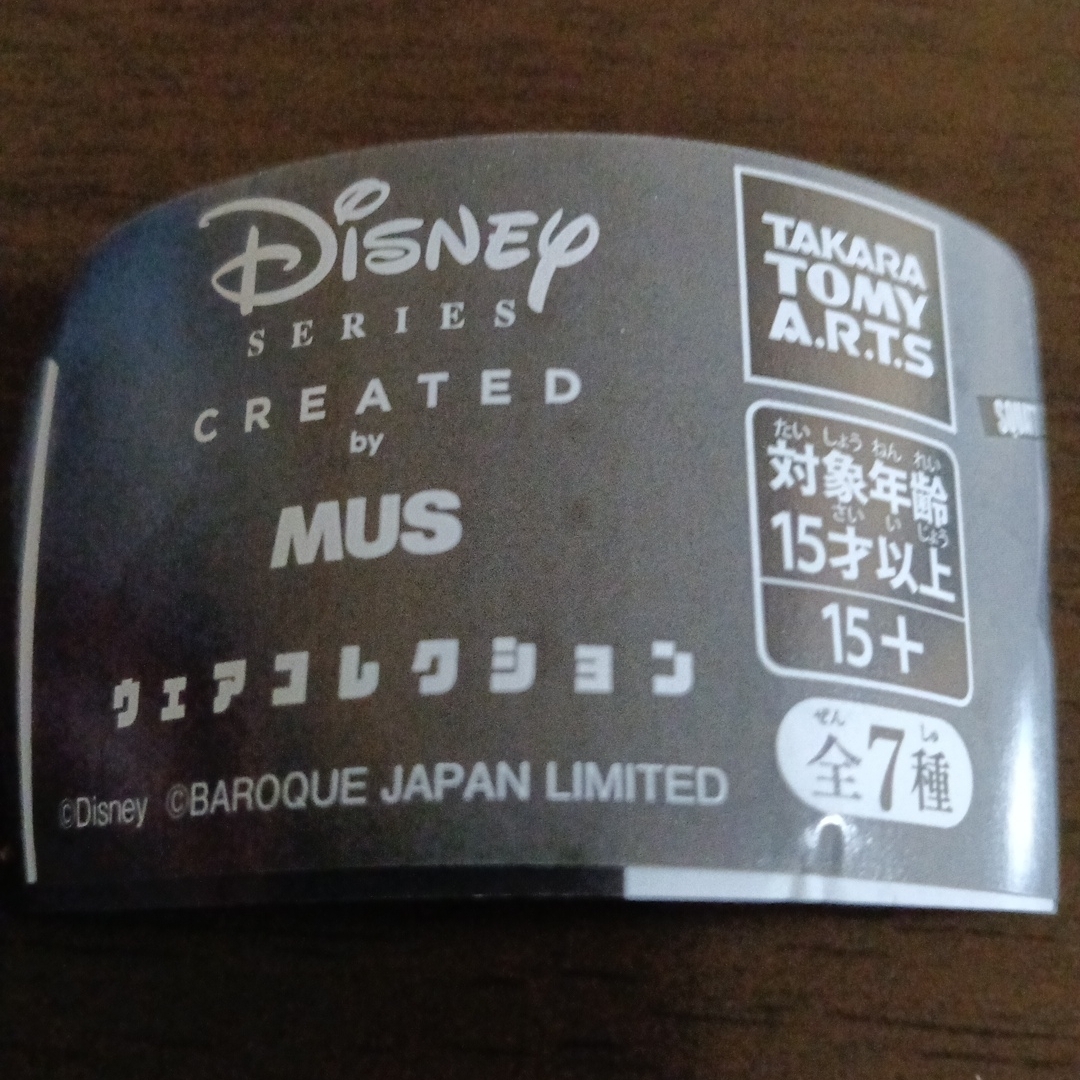 Disney
SERIES
CREATED
by
MUS
ウェアコレクション
©Disney ©BAROQUE JAPAN LIMITED
TAKARA
TOMY
A.R.T.S
たい しょう ねん れい
対象年齢
さい い じょう
15才以上
15+
ぜん しゅ
全7種